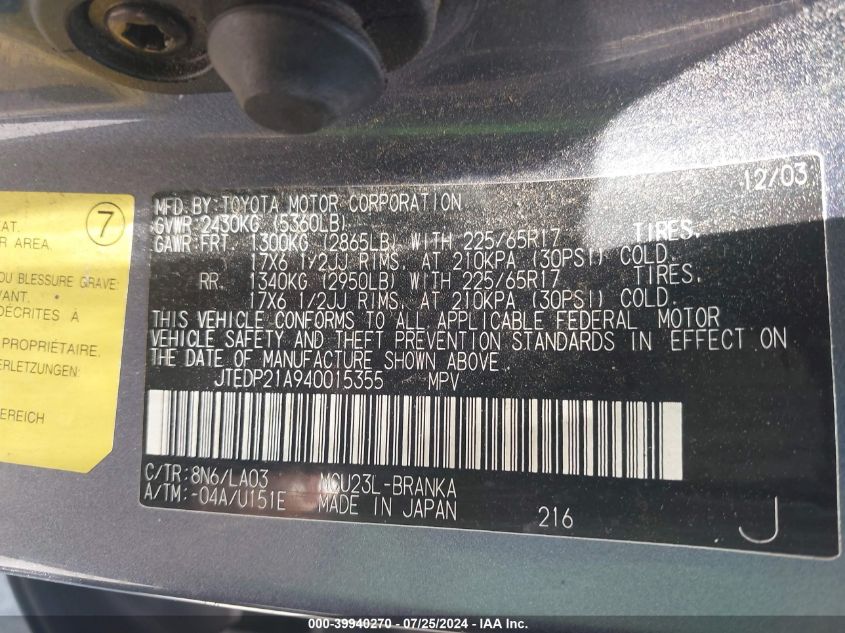 12/03
MFD. BY: TOYOTA MOTOR CORPORATION
GVWR 2430KG (5360LB)
GAWR: FRT. 1300KG (2865LB) WITH 225/65R17 TIRES.
17X6 1/2JJ RIMS, AT 210KPA (30PSI) COLD.
RR. 1340KG (2950LB) WITH 225/65R17 TIRES.
17X6 1/2JJ RIMS, AT 210KPA (30PSI) COLD.
THIS VEHICLE CONFORMS TO ALL APPLICABLE FEDERAL MOTOR
VEHICLE SAFETY AND THEFT PREVENTION STANDARDS IN EFFECT ON
THE DATE OF MANUFACTURE SHOWN ABOVE.
JTEDP21A940015355 MPV
C/TR: 8N6/LA03 MCU23L-BRANKA
A/TM: -04A/U151E MADE IN JAPAN
216 J
7
AT.
R AREA.
OU BLESSURE GRAVE
VANT.
DÉCRITES À
PROPRIÉTAIRE.
ERLETZUNGEN:
BEREICH
000-39940270 - 07/25/2024 - IAA Inc.